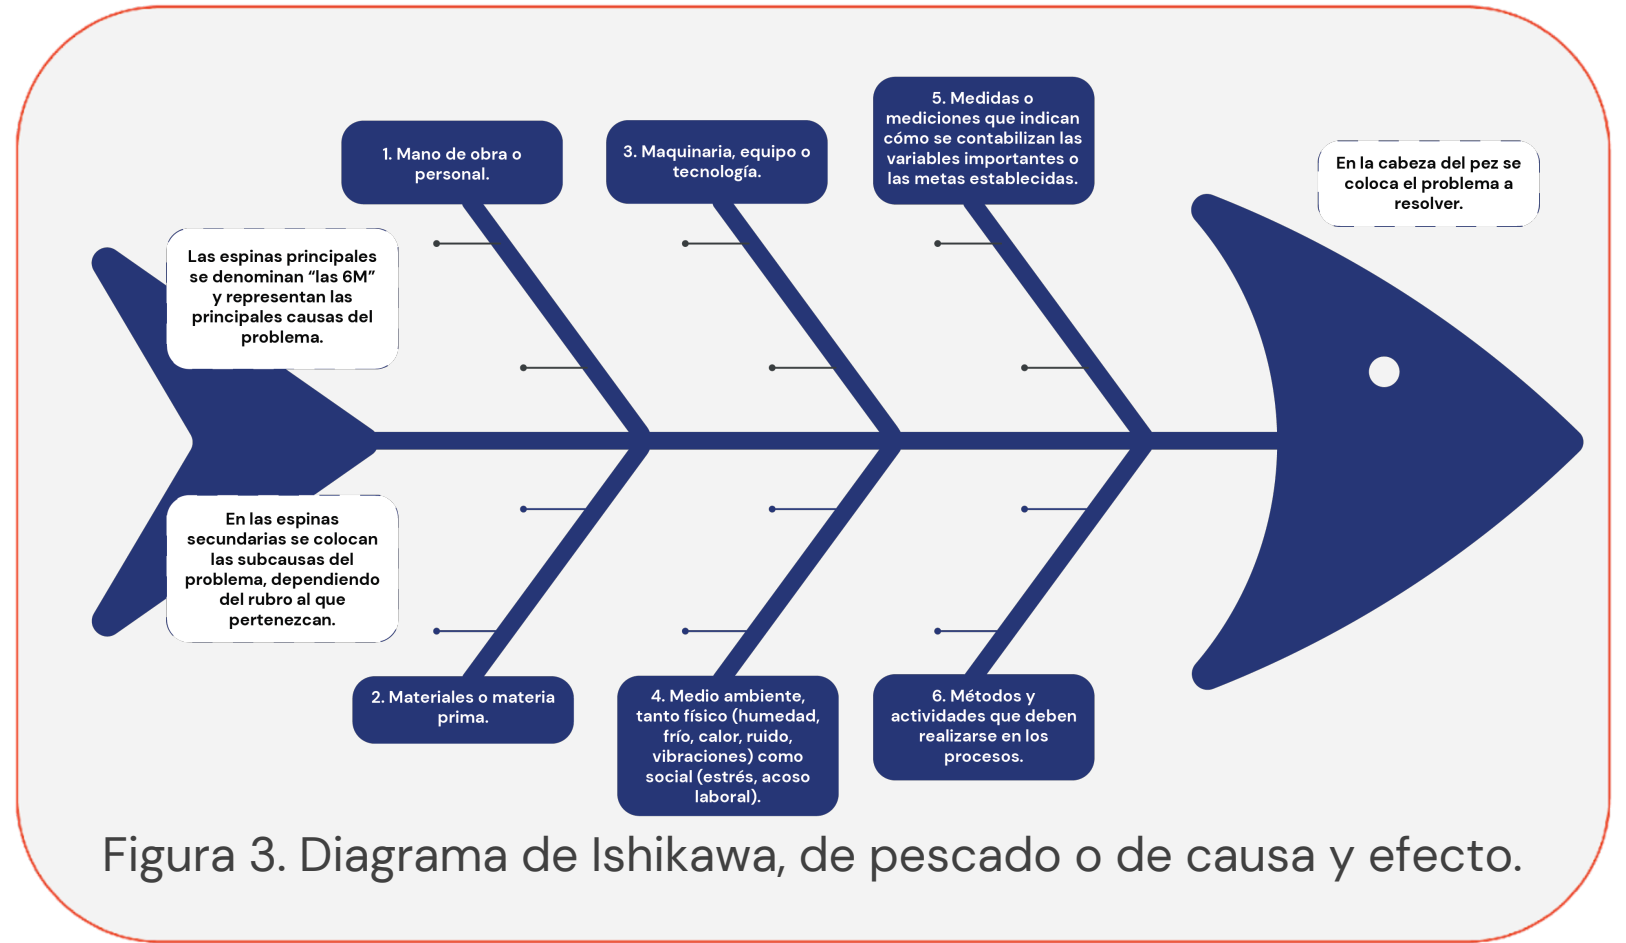 1. Mano de obra o
personal.
3. Maquinaria, equipo o
tecnología.
5. Medidas o
mediciones que indican
cómo se contabilizan las
variables importantes o
las metas establecidas.
En la cabeza del pez se
coloca el problema a
resolver.
Las espinas principales
se denominan “las 6M”
y representan las
principales causas del
problema.
En las espinas
secundarias se colocan
las subcausas del
problema, dependiendo
del rubro al que
pertenezcan.
2. Materiales o materia
prima.
4. Medio ambiente,
tanto físico (humedad,
frío, calor, ruido,
vibraciones) como
social (estrés, acoso
laboral).
6. Métodos y
actividades que deben
realizarse en los
procesos.
Figura 3. Diagrama de Ishikawa, de pescado o de causa y efecto.